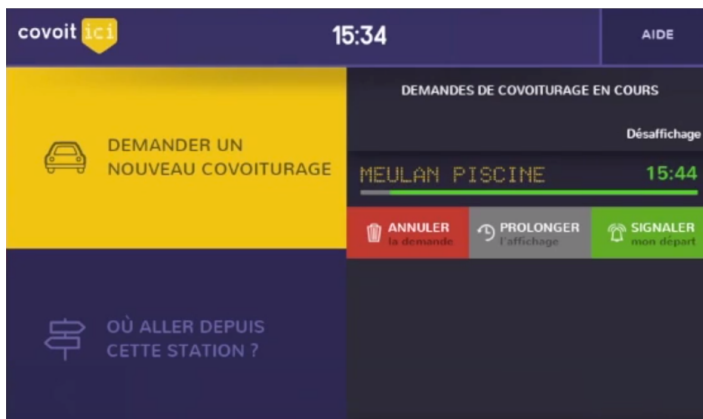 covoit ici
15:34
AIDE
DEMANDER UN
NOUVEAU COVOITURAGE
OÙ ALLER DEPUIS
CETTE STATION ?
DEMANDES DE COVOITURAGE EN COURS
Désaffichage
MEULAN PISCINE 15:44
ANNULER
la demande
PROLONGER
l'affichage
SIGNALER
mon départ